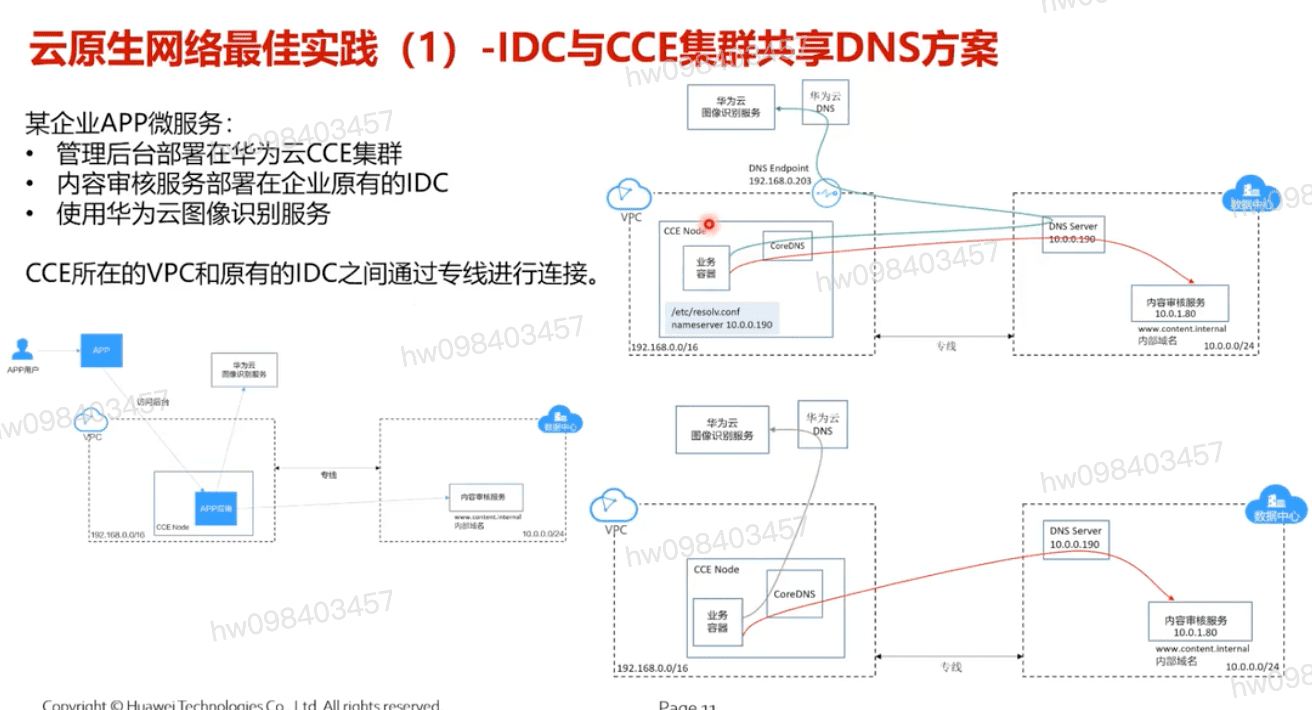 云原生网络最佳实践（1）-IDC与CCE集群共享DNS方案
某企业APP微服务：
• 管理后台部署在华为云CCE集群
• 内容审核服务部署在企业原有的IDC
• 使用华为云图像识别服务
CCE所在的VPC和原有的IDC之间通过专线进行连接。
APP用户
APP
华为云
图像识别服务
访问后台
VPC
数据中心
专线
APP应用
CCE Node
192.168.0.0/16
内容审核服务
www.content.internal
内部域名
10.0.0.0/24
华为云
图像识别服务
华为云
DNS
DNS Endpoint
192.168.0.203
VPC
数据中心
CCE Node
CoreDNS
业务
容器
/etc/resolv.conf
nameserver 10.0.0.190
192.168.0.0/16
专线
DNS Server
10.0.0.190
内容审核服务
10.0.1.80
www.content.internal
内部域名
10.0.0.0/24
华为云
图像识别服务
华为云
DNS
VPC
数据中心
CCE Node
CoreDNS
业务
容器
192.168.0.0/16
专线
DNS Server
10.0.0.190
内容审核服务
10.0.1.80
www.content.internal
内部域名
10.0.0.0/24
hw098403457
hw098403457
hw098403457
hw098403457
hw098403457
hw098403457
hw098403457
hw098403457
Copyright © Huawei Technologies Co., Ltd. All rights reserved.
Page 11